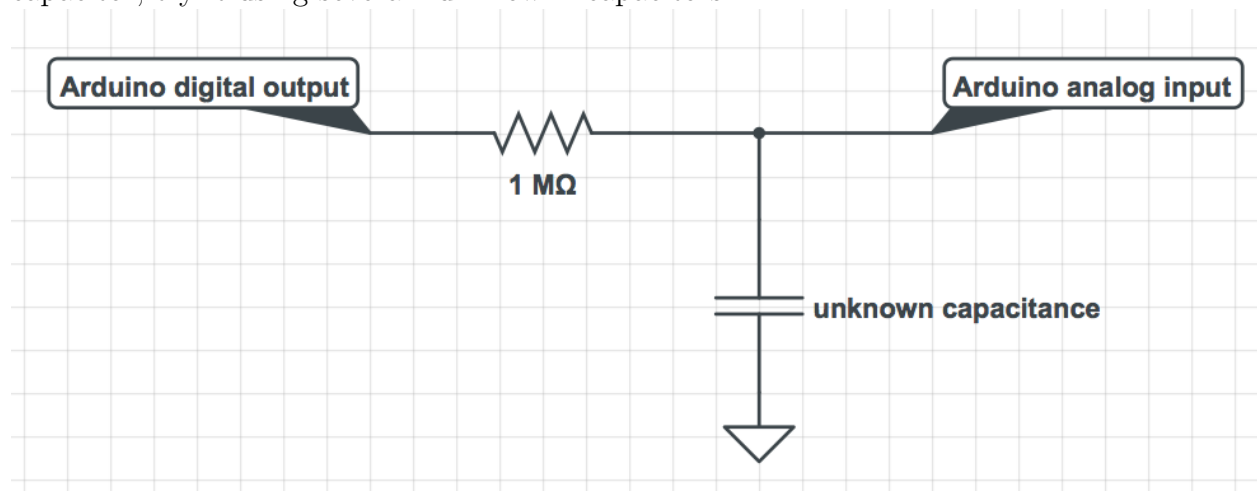 Arduino digital output
Arduino analog input
1 MΩ
unknown capacitance